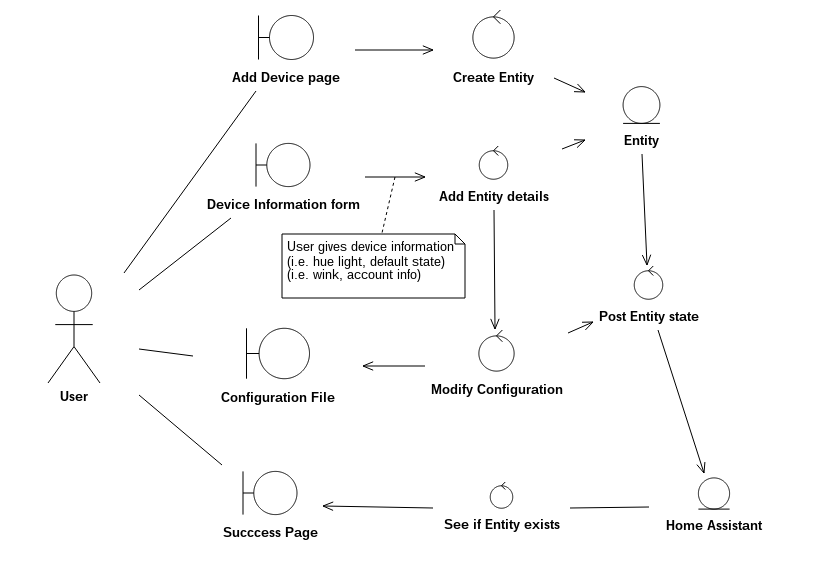 Add Device page
Create Entity
Entity
Device Information form
Add Entity details
User gives device information
(i.e. hue light, default state)
(i.e. wink, account info)
Post Entity state
User
Configuration File
Modify Configuration
Succcess Page
See if Entity exists
Home Assistant